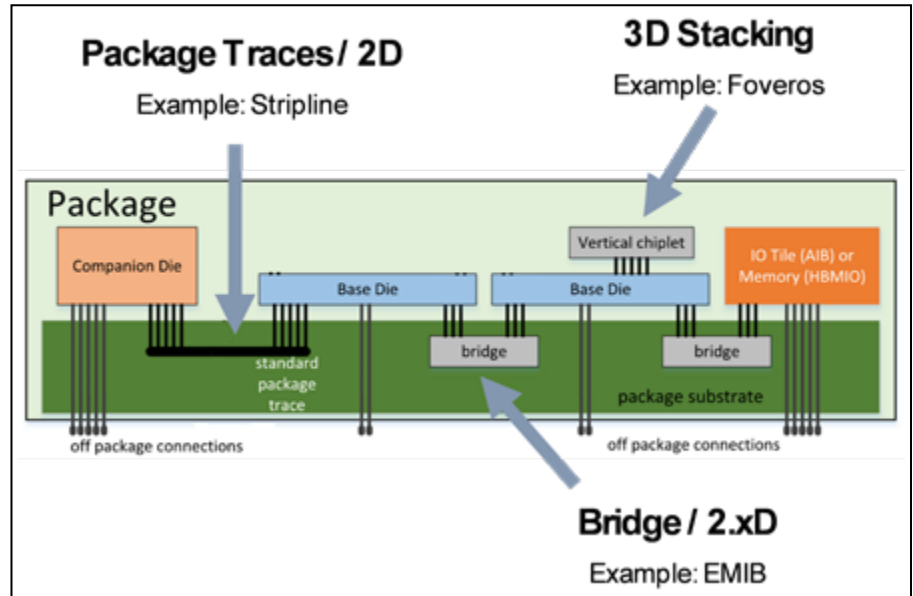 Package Traces / 2D
Example: Stripline
3D Stacking
Example: Foveros
Package
Companion Die
Base Die
Vertical chiplet
Base Die
IO Tile (AIB) or
Memory (HBMIO)
standard
package
trace
bridge
bridge
package substrate
off package connections
off package connections
Bridge / 2.xD
Example: EMIB